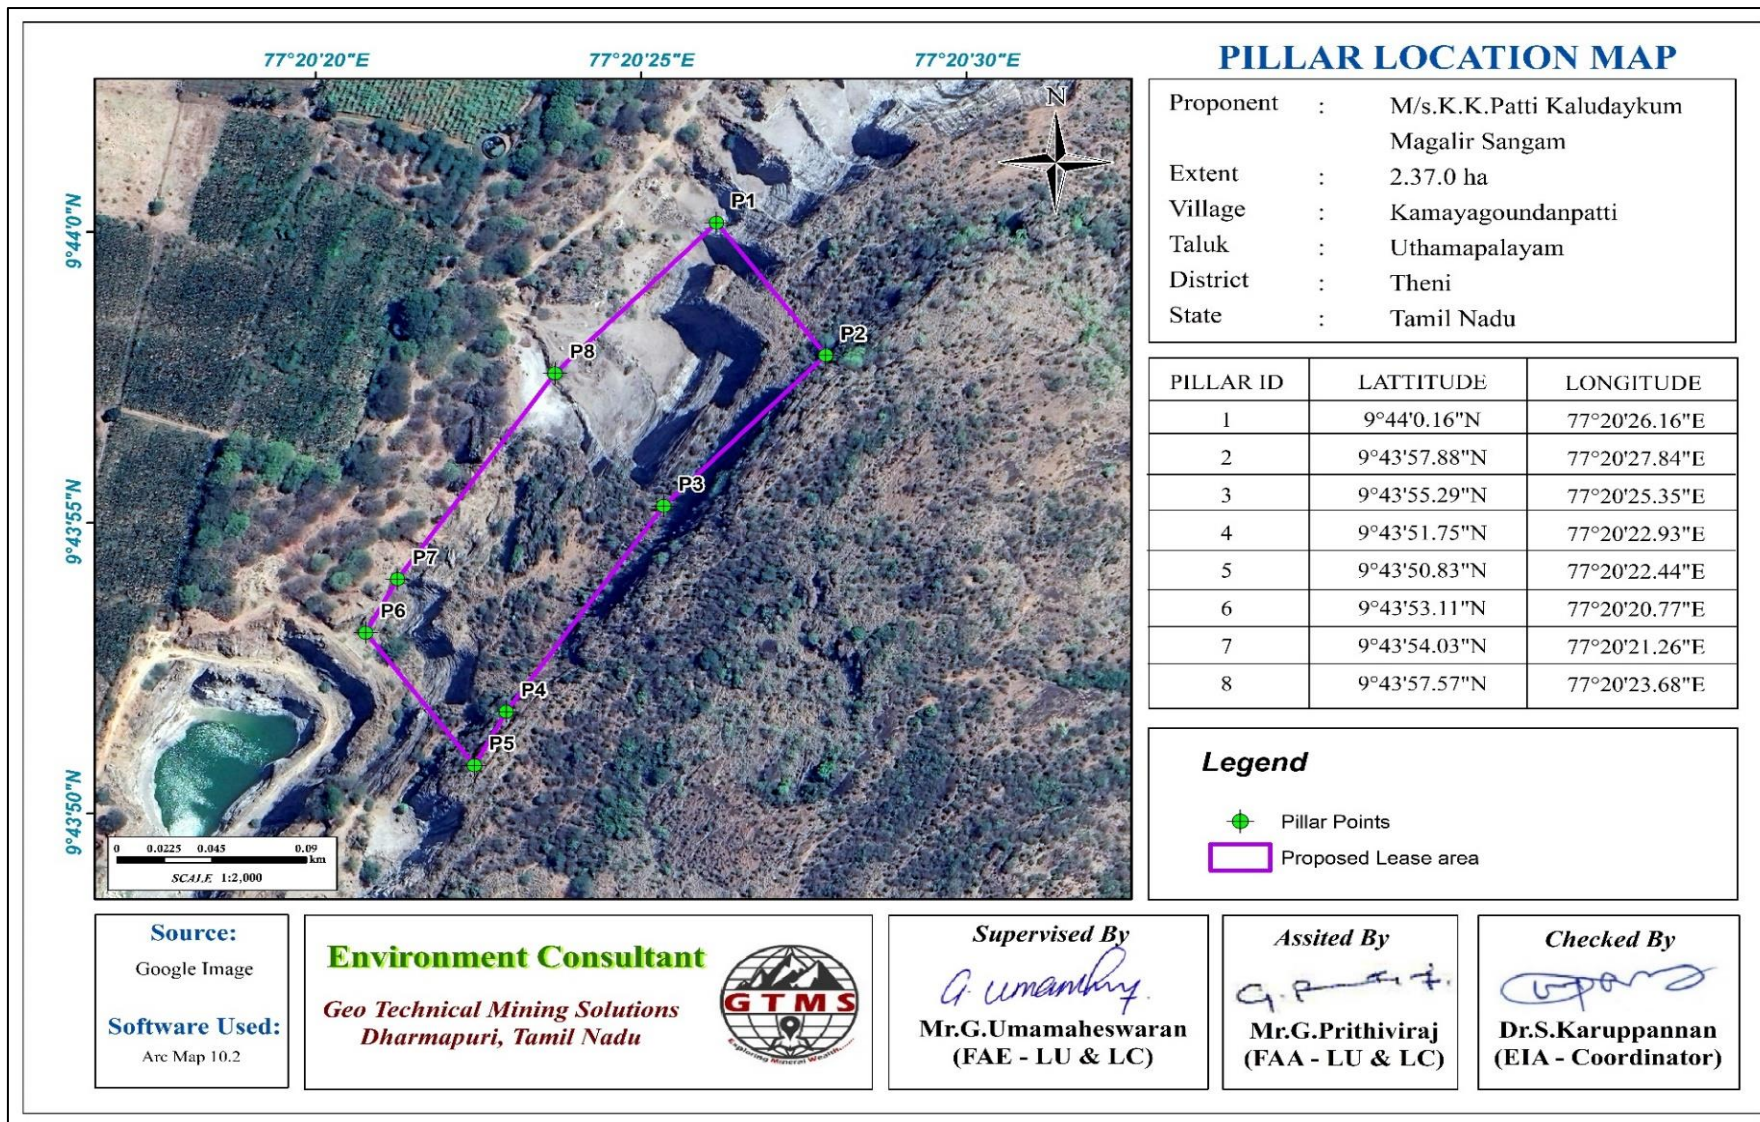 PILLAR LOCATION MAP
77°20'20"E 77°20'25"E 77°20'30"E
9°44'0"N
9°43'55"N
9°43'50"N
N
P1
P2
P8
P3
P7
P6
P4
P5
0 0.0225 0.045 0.09
km
SCALE 1:2,000
Proponent : M/s.K.K.Patti Kaludaykum
Magalir Sangam
Extent : 2.37.0 ha
Village : Kamayagoundanpatti
Taluk : Uthamapalayam
District : Theni
State : Tamil Nadu
PILLAR ID LATTITUDE LONGITUDE
1 9°44'0.16"N 77°20'26.16"E
2 9°43'57.88"N 77°20'27.84"E
3 9°43'55.29"N 77°20'25.35"E
4 9°43'51.75"N 77°20'22.93"E
5 9°43'50.83"N 77°20'22.44"E
6 9°43'53.11"N 77°20'20.77"E
7 9°43'54.03"N 77°20'21.26"E
8 9°43'57.57"N 77°20'23.68"E
Legend
Pillar Points
Proposed Lease area
Source:
Google Image
Software Used:
Arc Map 10.2
Environment Consultant
Geo Technical Mining Solutions
Dharmapuri, Tamil Nadu
GTMS
Exploring Mineral Wealth......
Supervised By
Mr.G.Umamaheswaran
(FAE - LU & LC)
Assited By
Mr.G.Prithiviraj
(FAA - LU & LC)
Checked By
Dr.S.Karuppannan
(EIA - Coordinator)